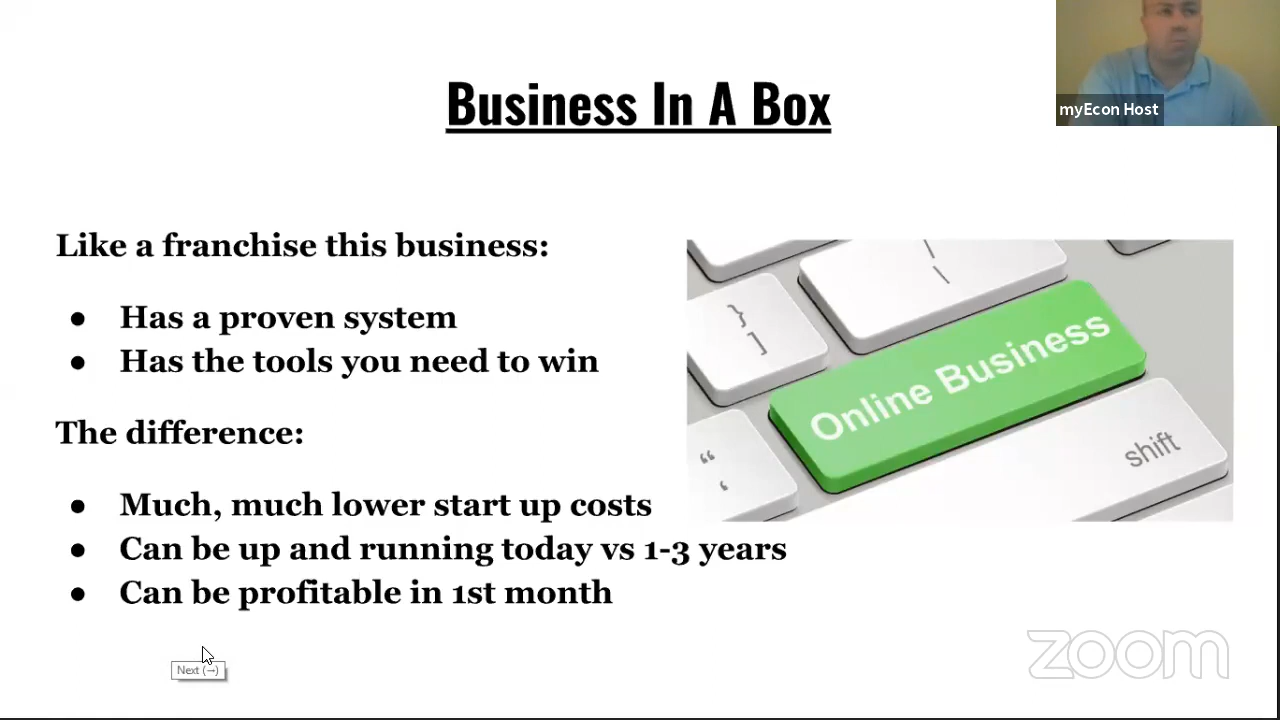 myEcon Host
Business In A Box
Like a franchise this business:
● Has a proven system
● Has the tools you need to win
The difference:
● Much, much lower start up costs
● Can be up and running today vs 1-3 years
● Can be profitable in 1st month
}
]
|
\
Online Business
“
‘
shift
Next (→)
zoom